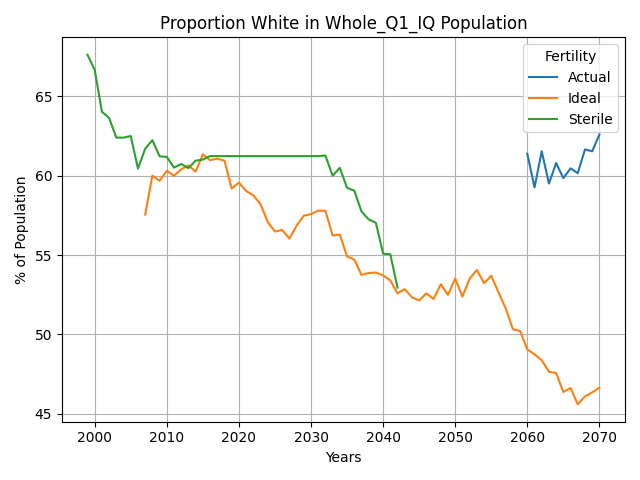 Proportion White in Whole_Q1_IQ Population
Fertility
Actual
Ideal
Sterile
% of Population
65
60
55
50
45
2000
2010
2020
2030
2040
2050
2060
2070
Years